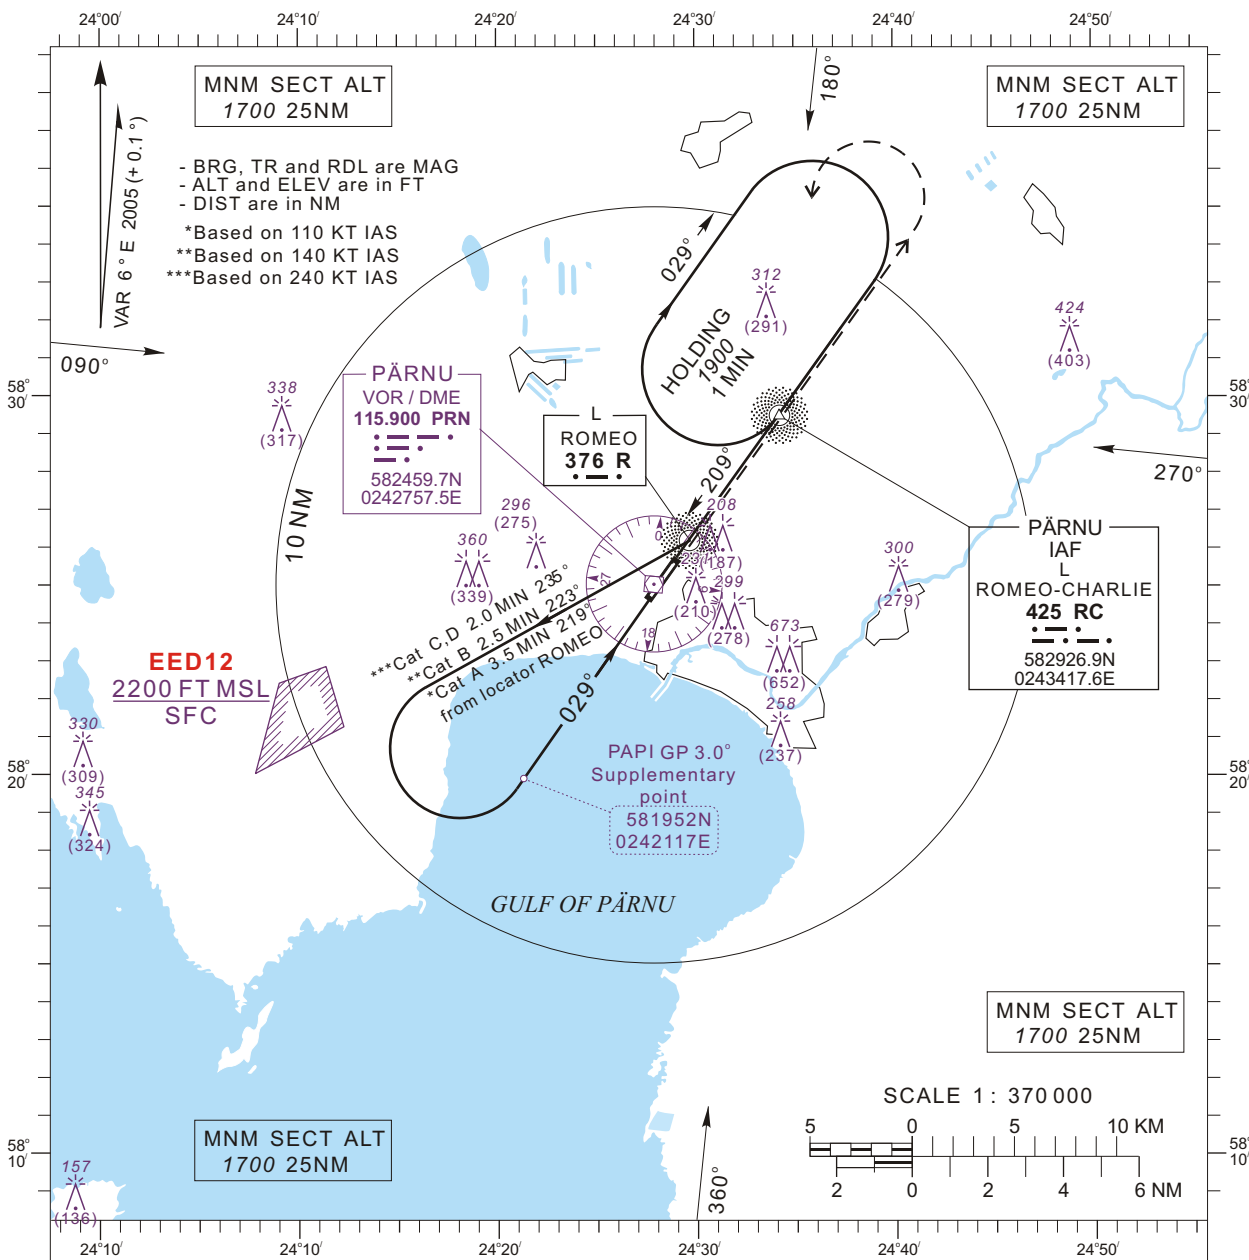 24°00′
24°10′
24°20′
24°30′
24°40′
24°50′
MNM SECT ALT
1700 25NM
MNM SECT ALT
1700 25NM
180°
VAR 6° E 2005 (+ 0.1°)
- BRG, TR and RDL are MAG
- ALT and ELEV are in FT
- DIST are in NM
*Based on 110 KT IAS
**Based on 140 KT IAS
***Based on 240 KT IAS
029°
312
(291)
HOLDING
1900
1 MIN
424
(403)
090°
58°
30′
58°
30′
338
(317)
10 NM
PÄRNU
VOR / DME
115.900 PRN
582459.7N
0242757.5E
L
ROMEO
376 R
209°
270°
296
(275)
360
(339)
208
(187)
0
27
18
237
(210)
299
(278)
300
(279)
PÄRNU
IAF
L
ROMEO-CHARLIE
425 RC
582926.9N
0243417.6E
***Cat C,D 2.0 MIN 235°
**Cat B 2.5 MIN 223°
*Cat A 3.5 MIN 219°
from locator ROMEO
029°
673
(652)
258
(237)
EED12
2200 FT MSL
SFC
330
(309)
345
(324)
58°
20′
58°
20′
PAPI GP 3.0°
Supplementary
point
581952N
0242117E
GULF OF PÄRNU
MNM SECT ALT
1700 25NM
MNM SECT ALT
1700 25NM
SCALE 1 : 370 000
5 0 5 10 KM
2 0 2 4 6 NM
58°
10′
58°
10′
157
(136)
360°
24°10′
24°10′
24°20′
24°30′
24°40′
24°50′